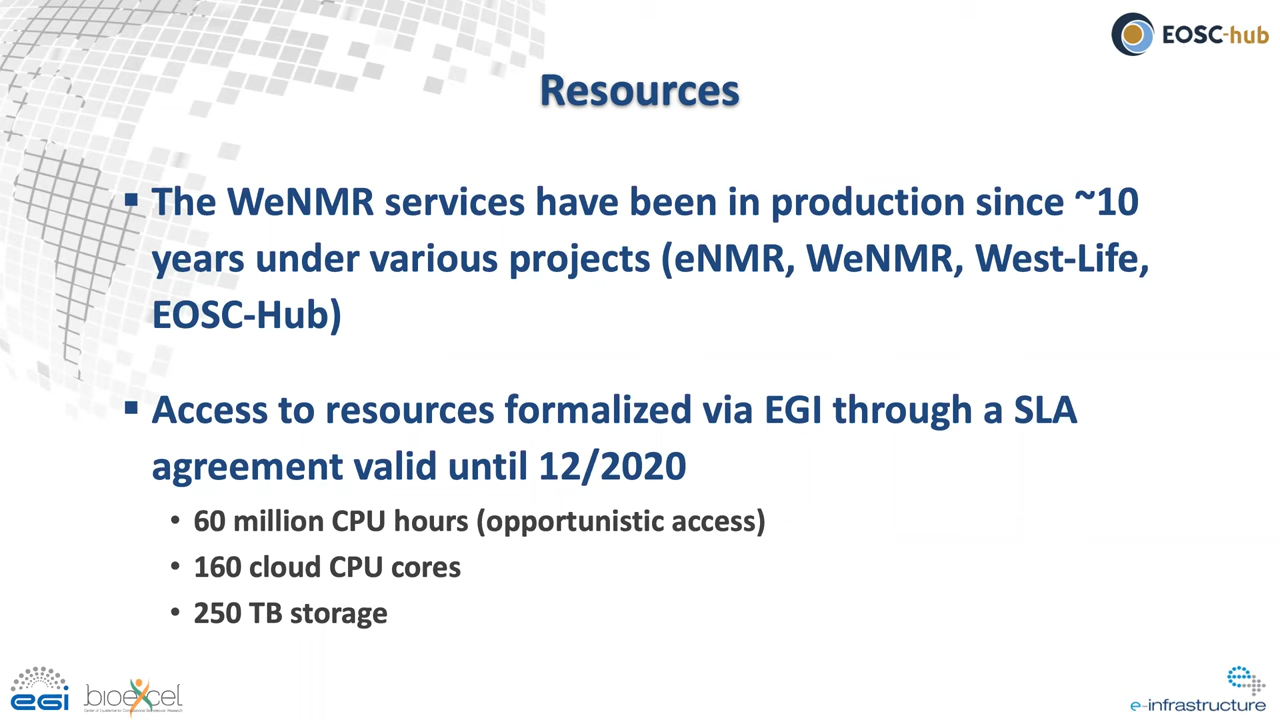 EOSC-hub
Resources
▪ The WeNMR services have been in production since ~10
years under various projects (eNMR, WeNMR, West-Life,
EOSC-Hub)
▪ Access to resources formalized via EGI through a SLA
agreement valid until 12/2020
• 60 million CPU hours (opportunistic access)
• 160 cloud CPU cores
• 250 TB storage
eGI
bioexcel
e-infrastructure